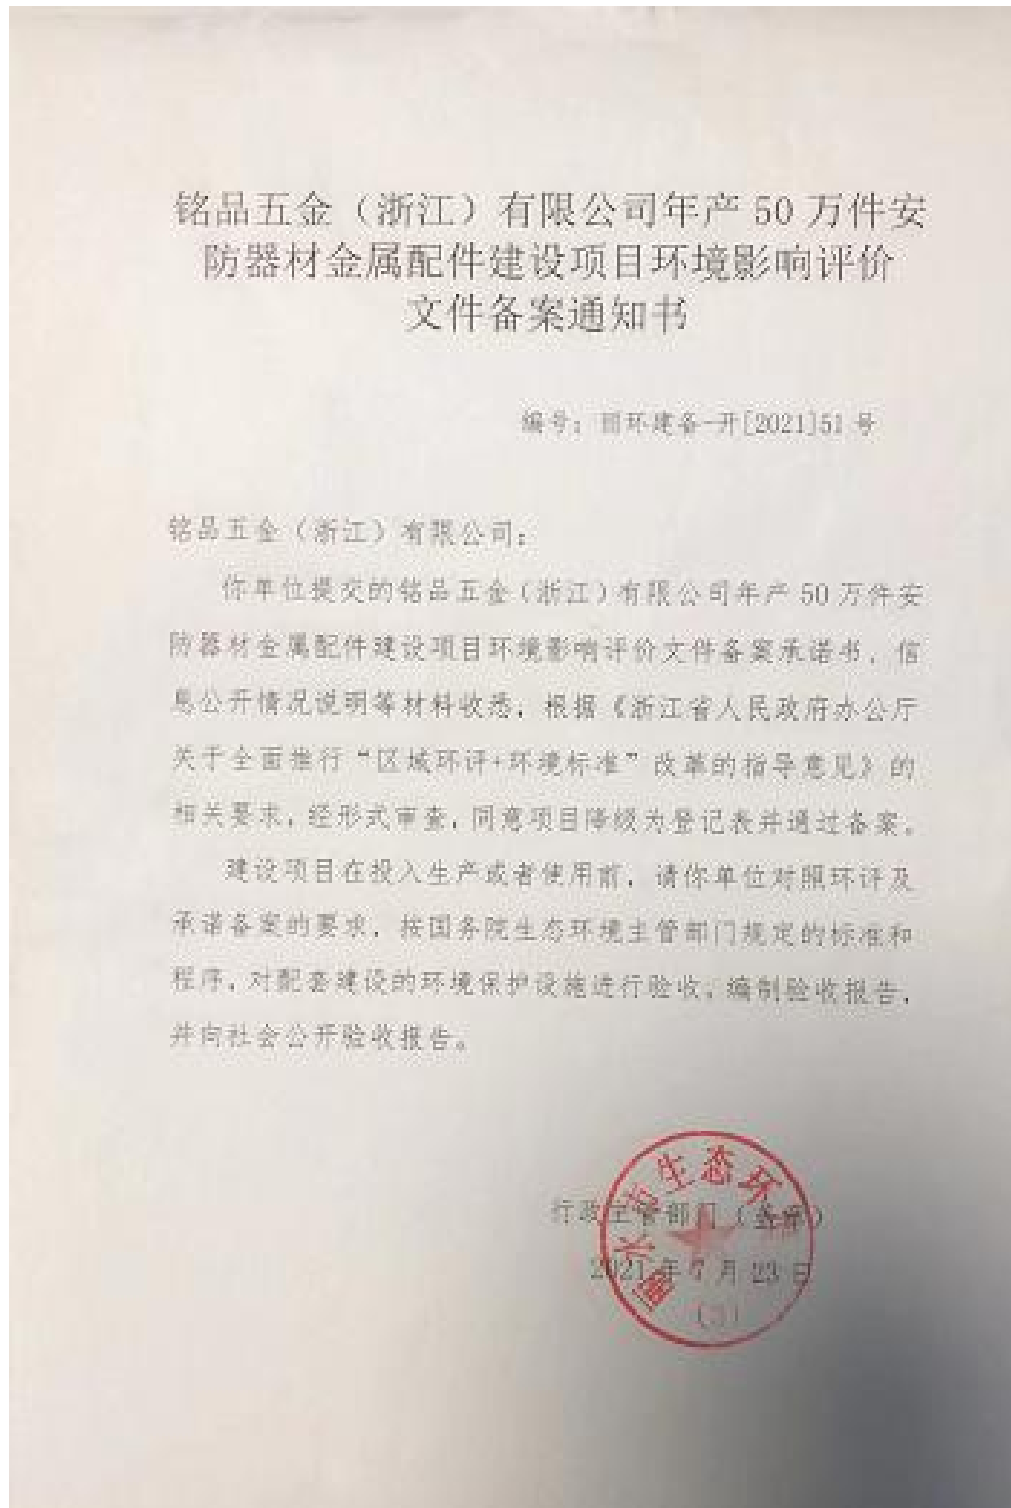 铭品五金（浙江）有限公司年产 50 万件安
防器材金属配件建设项目环境影响评价
文件备案通知书
编号：丽环建备-开[2021]51 号
铭品五金（浙江）有限公司：
你单位提交的铭品五金（浙江）有限公司年产 50 万件安
防器材金属配件建设项目环境影响评价文件备案承诺书、信
息公开情况说明等材料收悉，根据《浙江省人民政府办公厅
关于全面推行“区域环评+环境标准”改革的指导意见》的
相关要求，经形式审查，同意项目降级为登记表并通过备案。
建设项目在投入生产或者使用前，请你单位对照环评及
承诺备案的要求，按国务院生态环境主管部门规定的标准和
程序，对配套建设的环境保护设施进行验收，编制验收报告，
并向社会公开验收报告。
丽水市生态环
行政主管部门（盖章）
2021 年 7 月 23 日